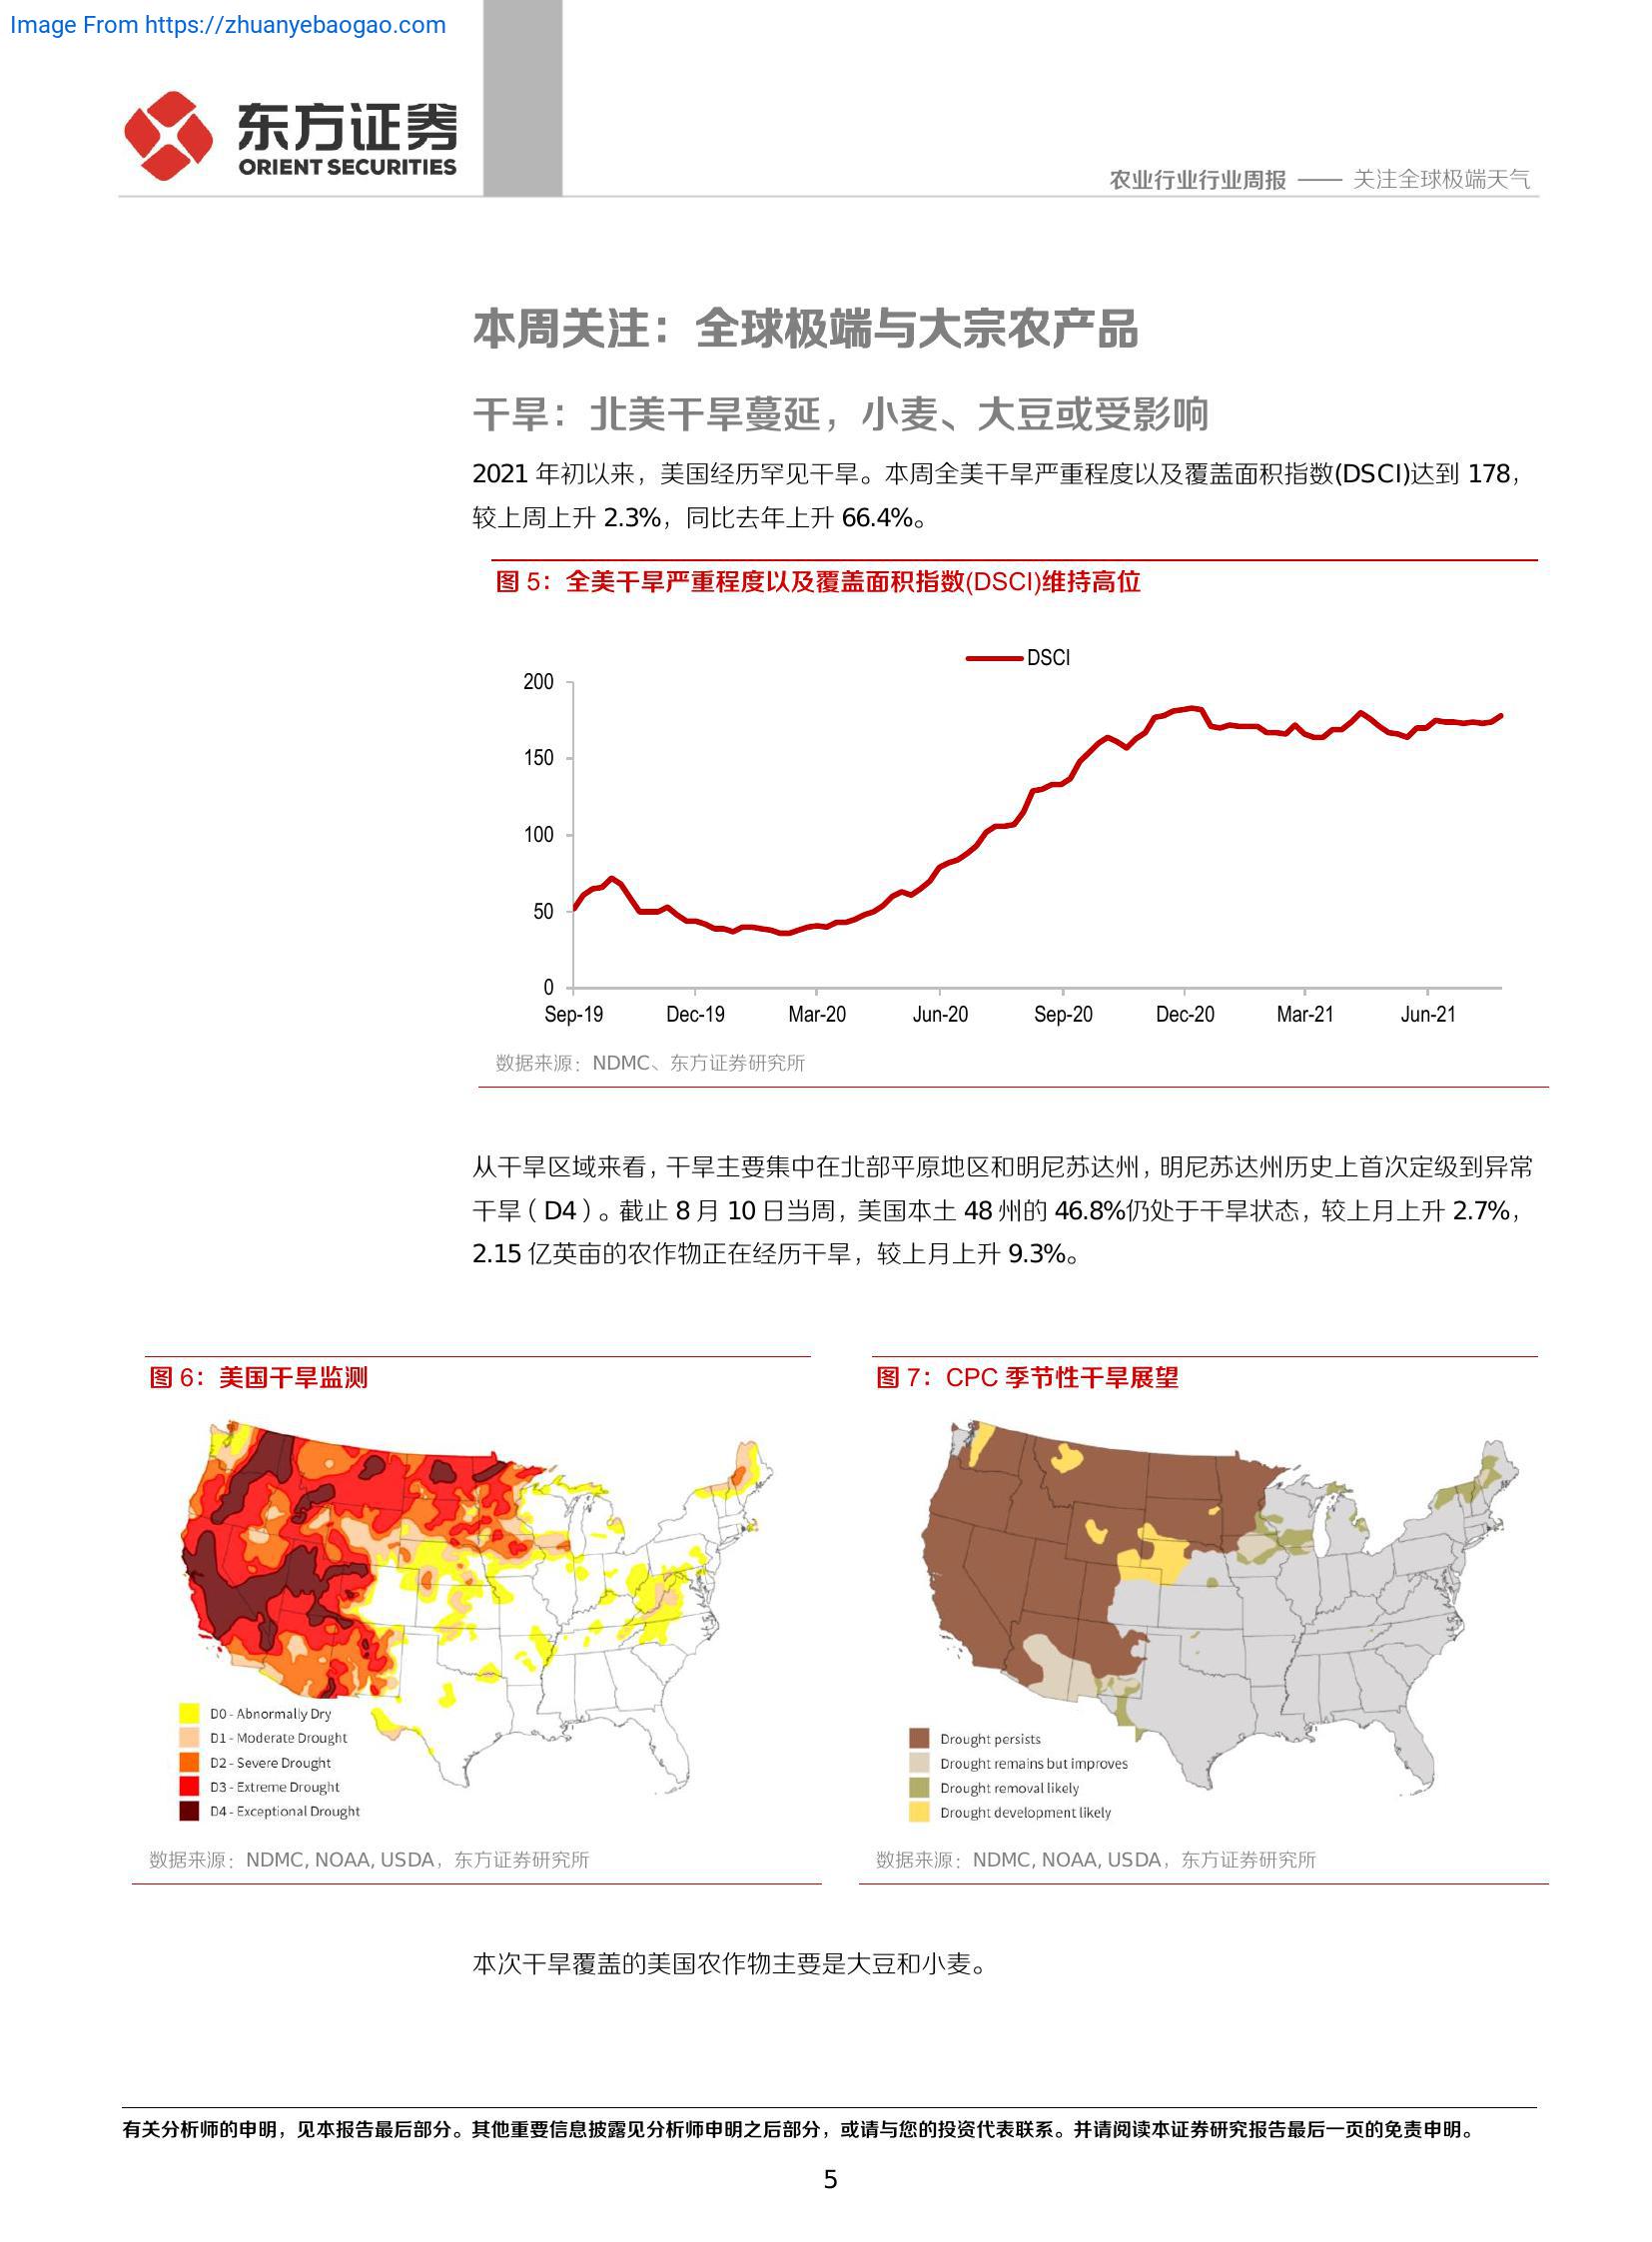 Image From https://zhuanyebaogao.com
东方证券
ORIENT SECURITIES
农业行业行业周报 —— 关注全球极端天气
本周关注：全球极端与大宗农产品
干旱：北美干旱蔓延，小麦、大豆或受影响
2021 年初以来，美国经历罕见干旱。本周全美干旱严重程度以及覆盖面积指数(DSCI)达到 178，
较上周上升 2.3%，同比去年上升 66.4%。
图 5：全美干旱严重程度以及覆盖面积指数(DSCI)维持高位
DSCI
200
150
100
50
0
Sep-19 Dec-19 Mar-20 Jun-20 Sep-20 Dec-20 Mar-21 Jun-21
数据来源：NDMC、东方证券研究所
从干旱区域来看，干旱主要集中在北部平原地区和明尼苏达州，明尼苏达州历史上首次定级到异常
干旱（D4）。截止 8 月 10 日当周，美国本土 48 州的 46.8%仍处于干旱状态，较上月上升 2.7%，
2.15 亿英亩的农作物正在经历干旱，较上月上升 9.3%。
图 6：美国干旱监测
D0 - Abnormally Dry
D1 - Moderate Drought
D2 - Severe Drought
D3 - Extreme Drought
D4 - Exceptional Drought
数据来源：NDMC, NOAA, USDA，东方证券研究所
图 7：CPC 季节性干旱展望
Drought persists
Drought remains but improves
Drought removal likely
Drought development likely
数据来源：NDMC, NOAA, USDA，东方证券研究所
本次干旱覆盖的美国农作物主要是大豆和小麦。
有关分析师的申明，见本报告最后部分。其他重要信息披露见分析师申明之后部分，或请与您的投资代表联系。并请阅读本证券研究报告最后一页的免责申明。
5